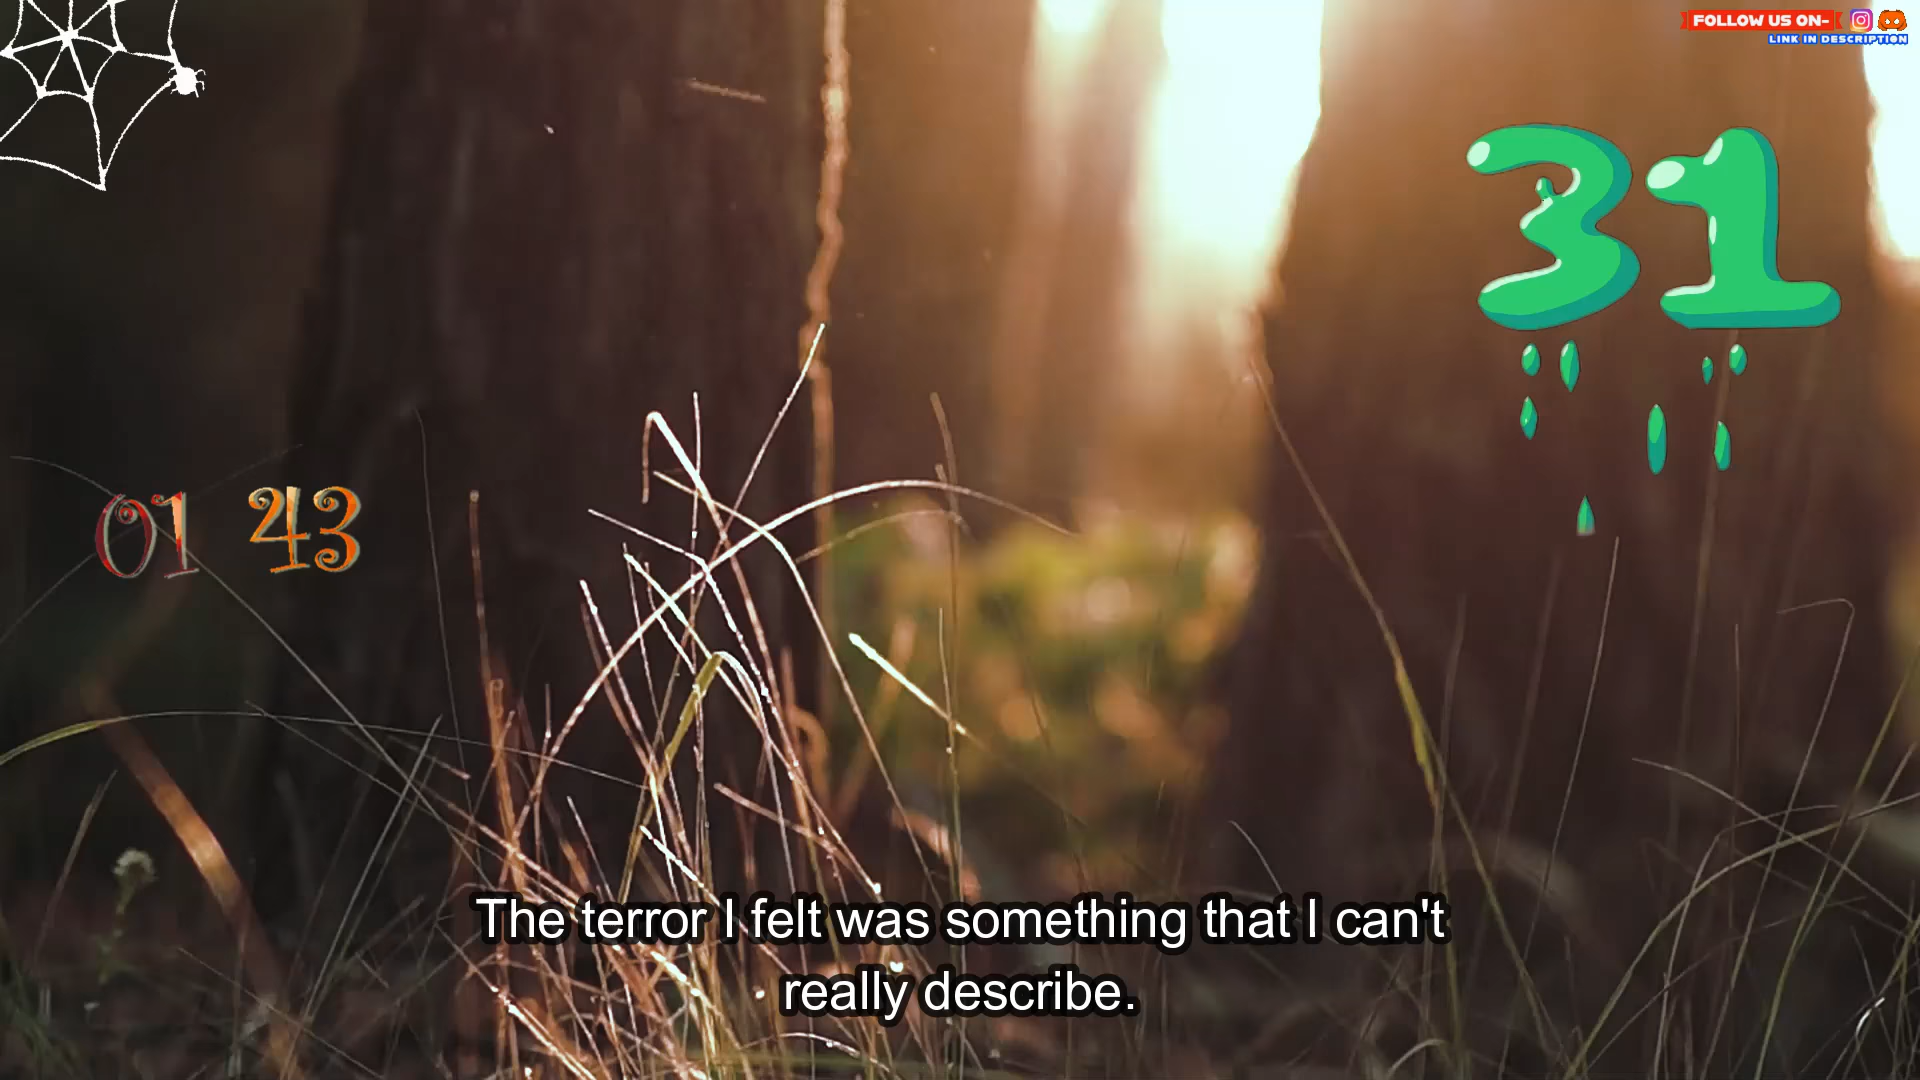 FOLLOW US ON-
LINK IN DESCRIPTION
31
01 43
The terror I felt was something that I can't
really describe.